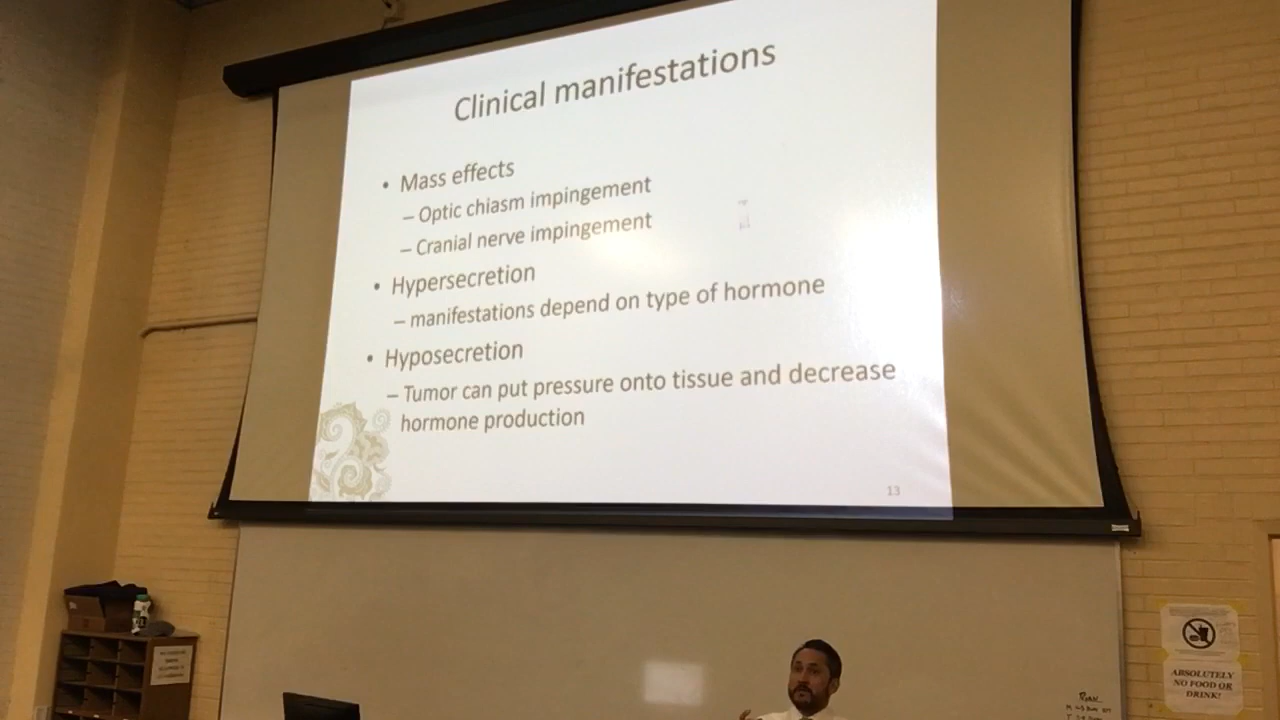 Clinical manifestations
• Mass effects
– Optic chiasm impingement
– Cranial nerve impingement
• Hypersecretion
– manifestations depend on type of hormone
• Hyposecretion
– Tumor can put pressure onto tissue and decrease
hormone production
13
ABSOLUTELY
NO FOOD OR
DRINK!